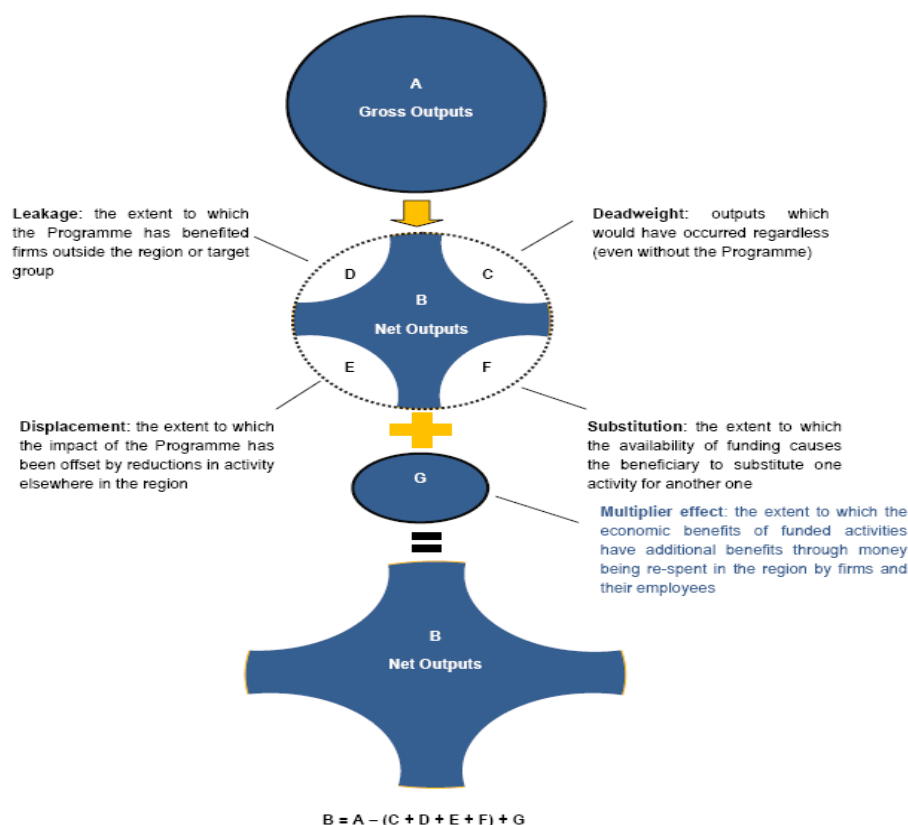 A
Gross Outputs
Leakage: the extent to which
the Programme has benefited
firms outside the region or target
group
Deadweight: outputs which
would have occurred regardless
(even without the Programme)
D
C
B
Net Outputs
E
F
Displacement: the extent to which
the impact of the Programme has
been offset by reductions in activity
elsewhere in the region
Substitution: the extent to which
the availability of funding causes
the beneficiary to substitute one
activity for another one
G
Multiplier effect: the extent to which the
economic benefits of funded activities
have additional benefits through money
being re-spent in the region by firms and
their employees
B
Net Outputs
B = A – (C + D + E + F) + G